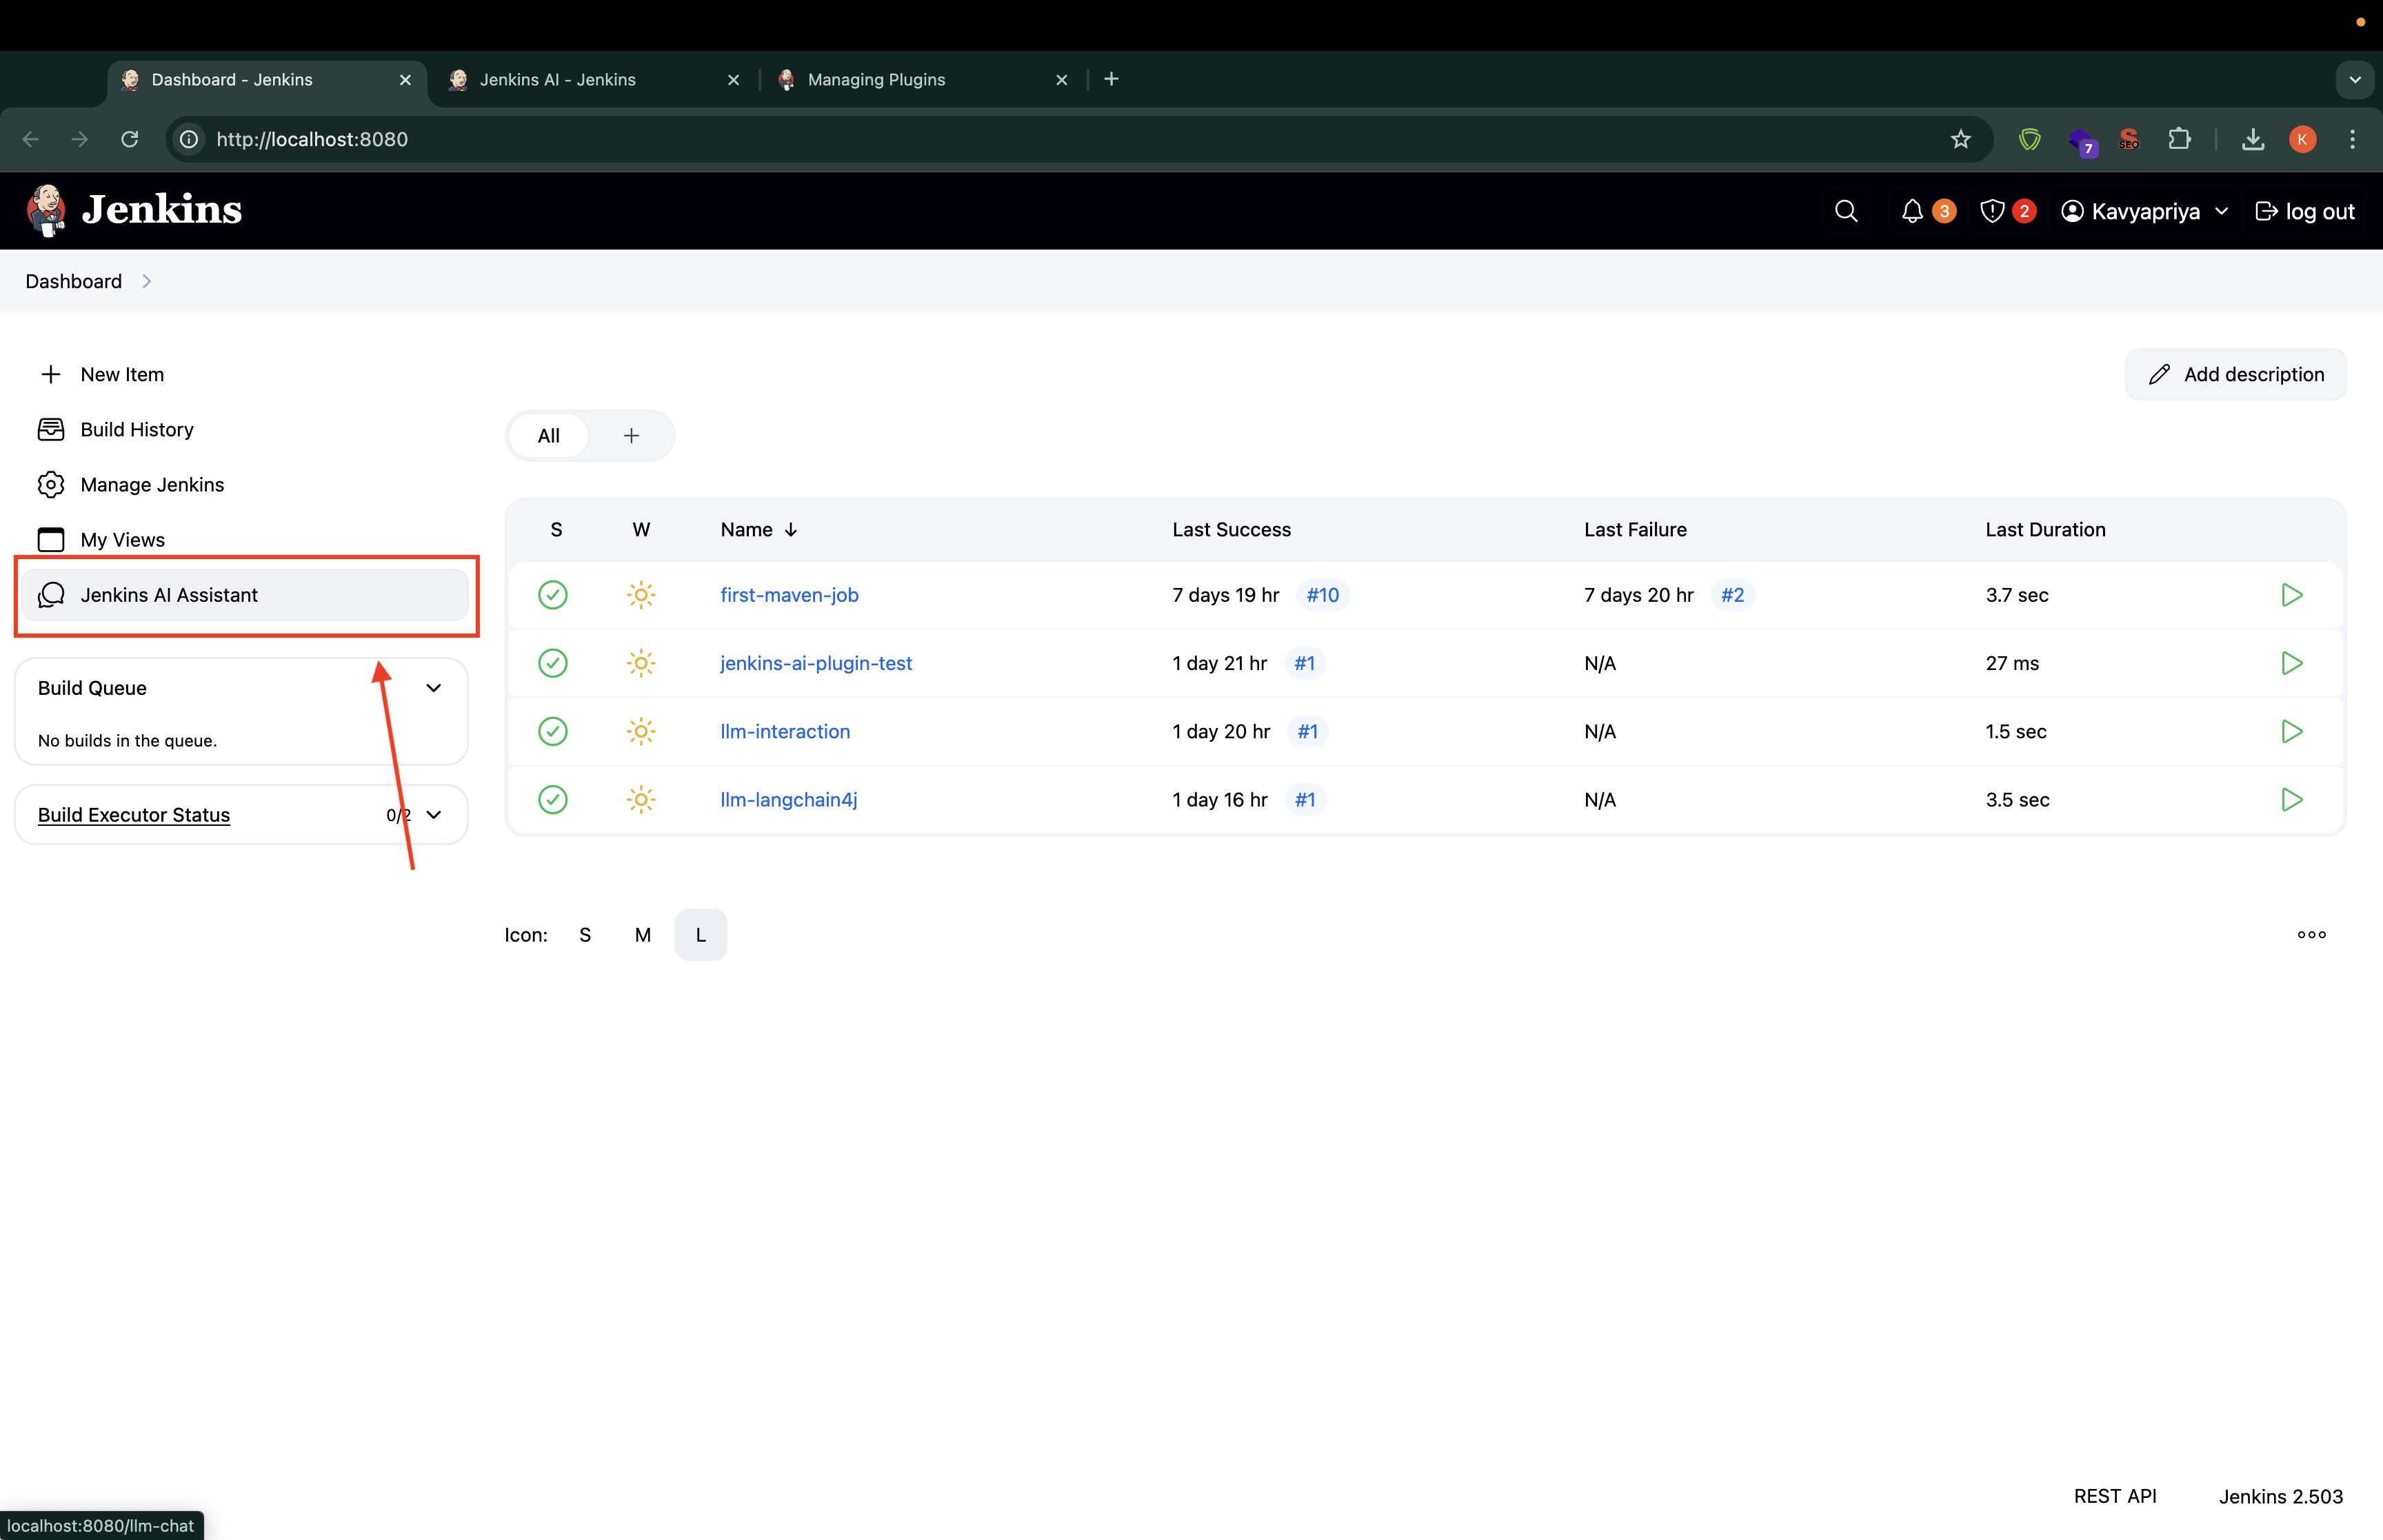 Dashboard - Jenkins
Jenkins AI - Jenkins
Managing Plugins
http://localhost:8080
7
SEO
K
Jenkins
3
2
Kavyapriya
log out
Dashboard
New Item
Add description
Build History
All
Manage Jenkins
My Views
S W Name ↓ Last Success Last Failure Last Duration
Jenkins AI Assistant
first-maven-job 7 days 19 hr #10 7 days 20 hr #2 3.7 sec
jenkins-ai-plugin-test 1 day 21 hr #1 N/A 27 ms
llm-interaction 1 day 20 hr #1 N/A 1.5 sec
llm-langchain4j 1 day 16 hr #1 N/A 3.5 sec
Build Queue
No builds in the queue.
Build Executor Status 0/2
Icon: S M L
REST API Jenkins 2.503
localhost:8080/llm-chat